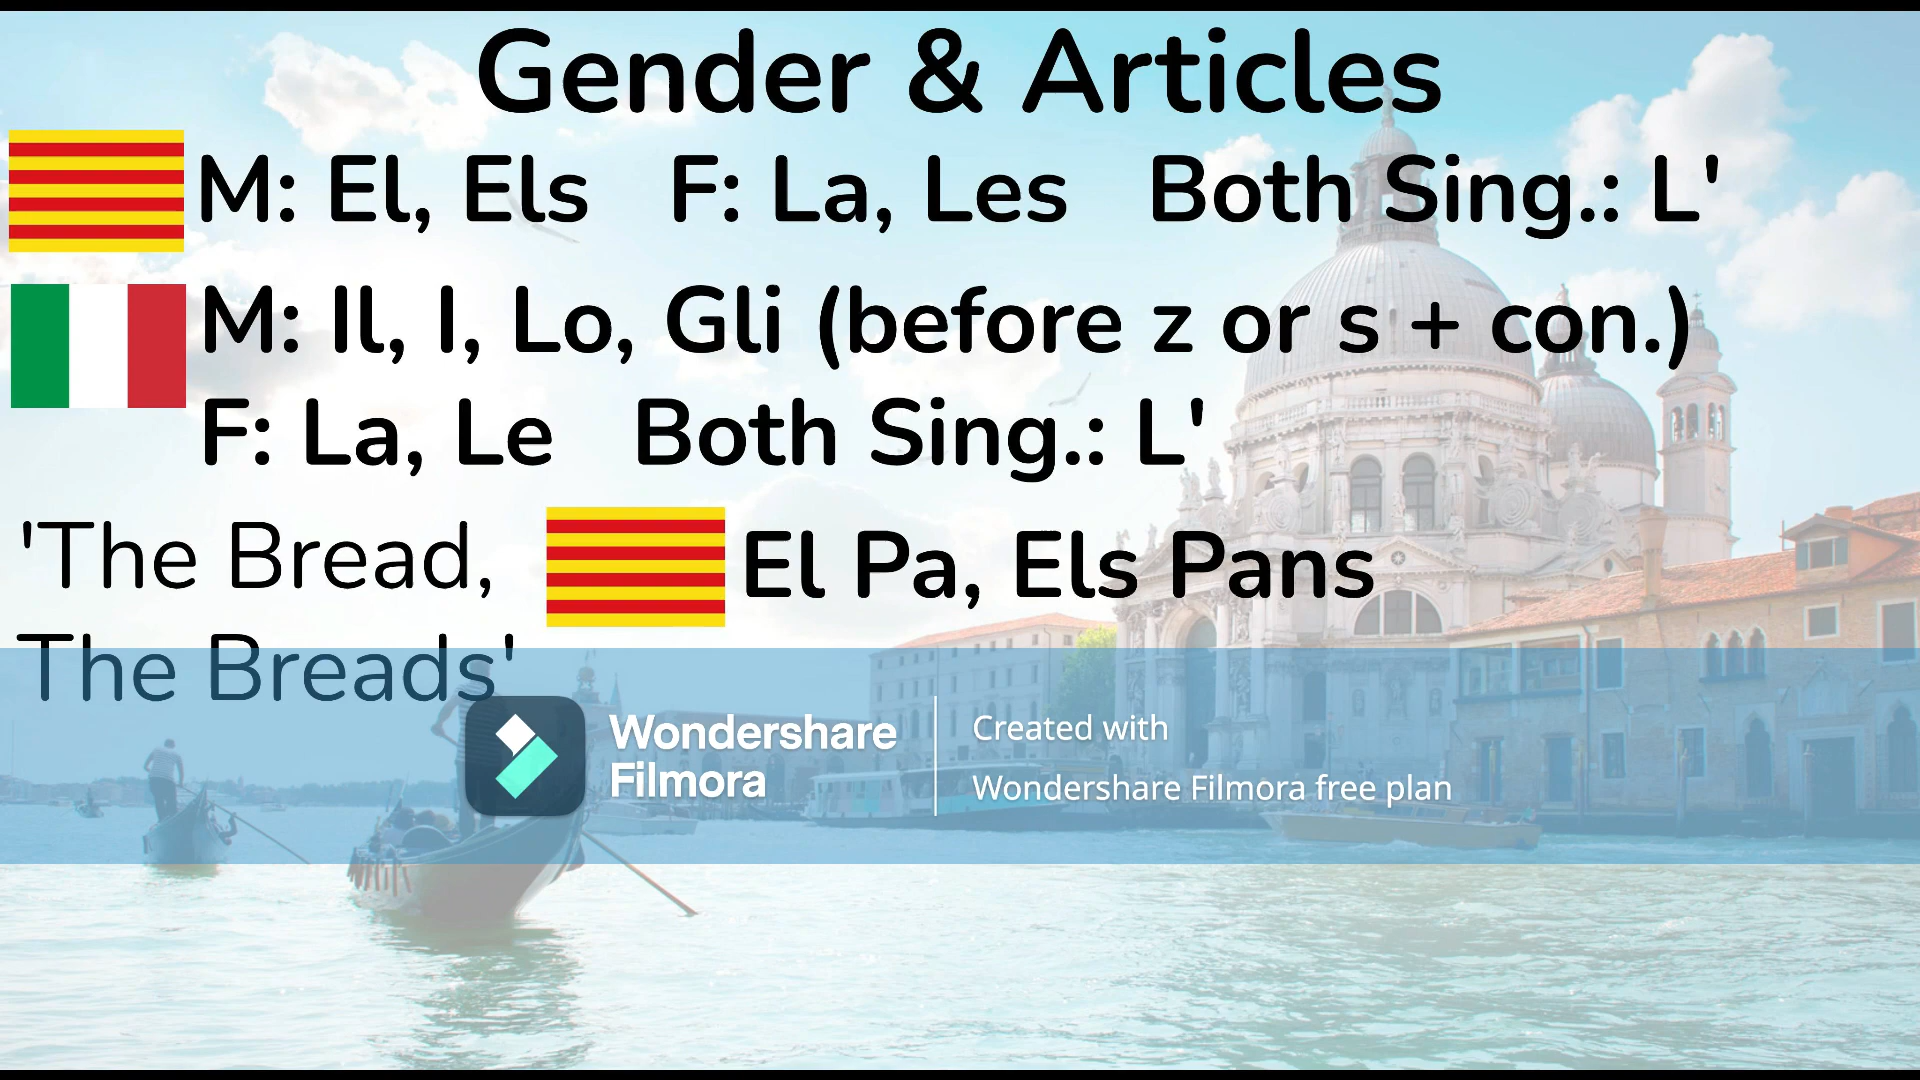 Gender & Articles
M: El, Els F: La, Les Both Sing.: L'
M: Il, I, Lo, Gli (before z or s + con.)
F: La, Le Both Sing.: L'
'The Bread,
The Breads'
El Pa, Els Pans
Wondershare
Filmora
Created with
Wondershare Filmora free plan